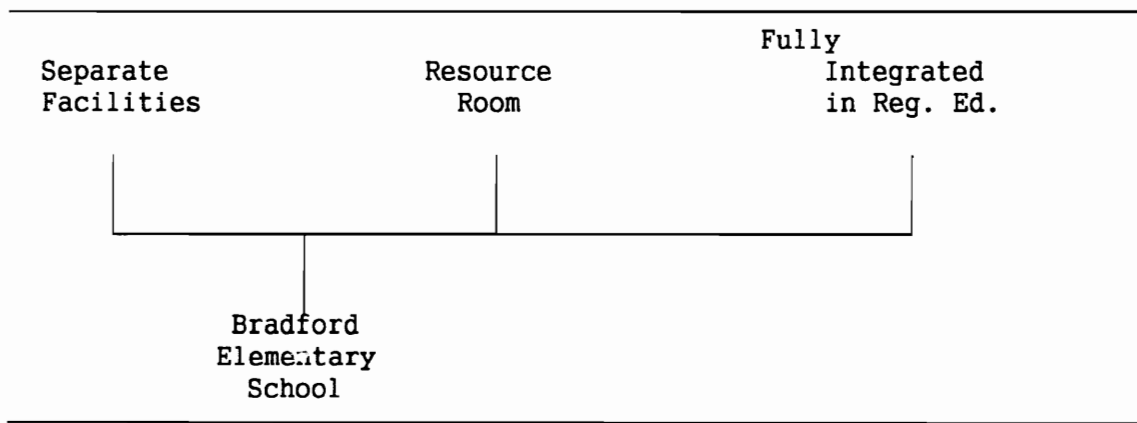 Fully
Separate Resource Integrated
Facilities Room in Reg. Ed.
Bradford
Elementary
School